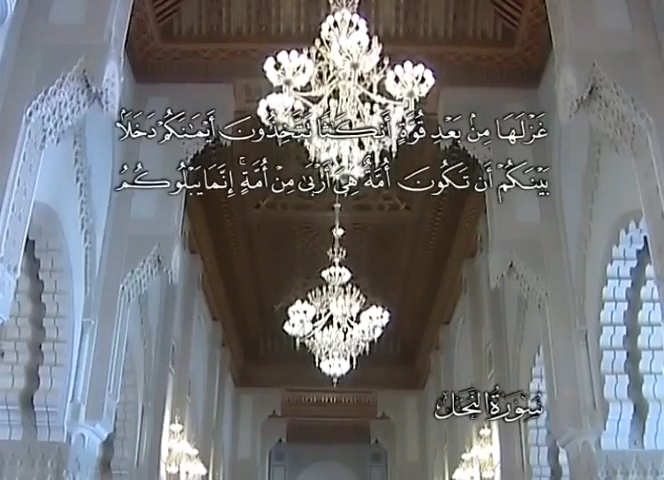 غَزْلَهَا مِنۢ بَعْدِ قُوَّةٍ أَنكَٰثًا تَتَّخِذُونَ أَيْمَٰنَكُمْ دَخَلًۢا
بَيْنَكُمْ أَن تَكُونَ أُمَّةٌ هِيَ أَرْبَىٰ مِنْ أُمَّةٍ ۚ إِنَّمَا يَبْلُوكُمُ
سُورَةُ النَّحْلِ